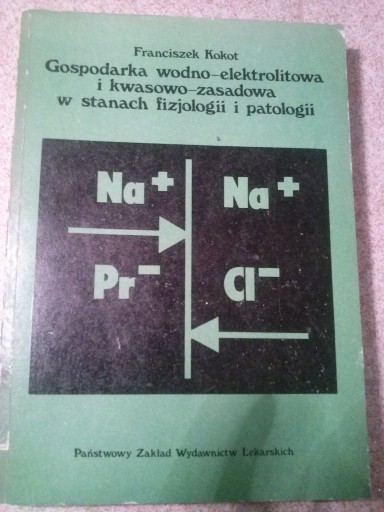 Franciszek Kokot
Gospodarka wodno-elektrolitowa
i kwasowo-zasadowa
w stanach fizjologii i patologii
Na+ Na+
Pr- Cl-
Państwowy Zakład Wydawnictw Lekarskich